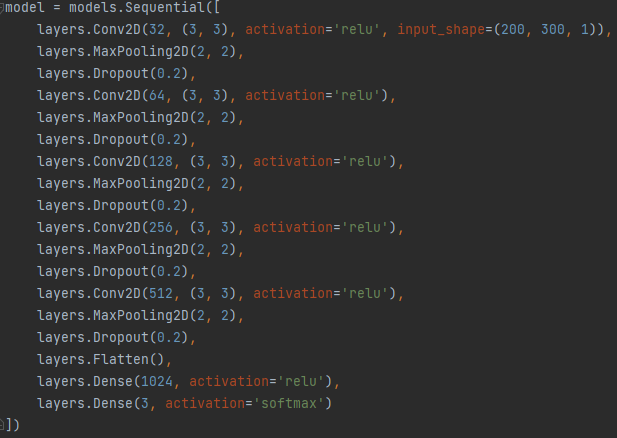 model = models.Sequential([
    layers.Conv2D(32, (3, 3), activation='relu', input_shape=(200, 300, 1)),
    layers.MaxPooling2D(2, 2),
    layers.Dropout(0.2),
    layers.Conv2D(64, (3, 3), activation='relu'),
    layers.MaxPooling2D(2, 2),
    layers.Dropout(0.2),
    layers.Conv2D(128, (3, 3), activation='relu'),
    layers.MaxPooling2D(2, 2),
    layers.Dropout(0.2),
    layers.Conv2D(256, (3, 3), activation='relu'),
    layers.MaxPooling2D(2, 2),
    layers.Dropout(0.2),
    layers.Conv2D(512, (3, 3), activation='relu'),
    layers.MaxPooling2D(2, 2),
    layers.Dropout(0.2),
    layers.Flatten(),
    layers.Dense(1024, activation='relu'),
    layers.Dense(3, activation='softmax')
])